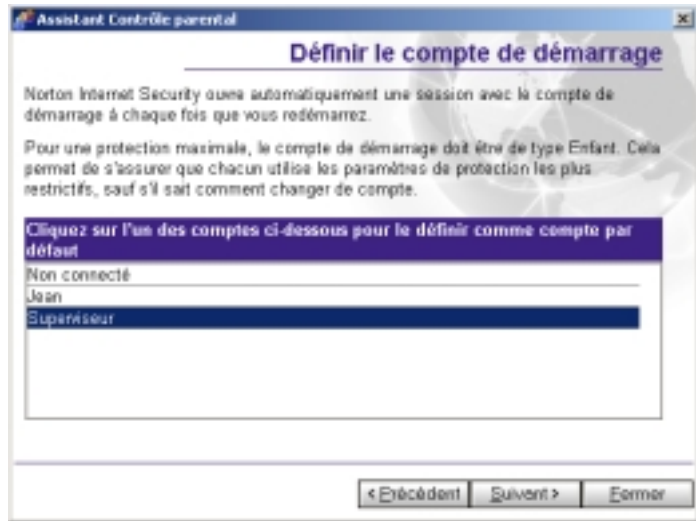 Assistant Contrôle parental
Définir le compte de démarrage
Norton Internet Security ouvre automatiquement une session avec le compte de
démarrage à chaque fois que vous redémarrez.
Pour une protection maximale, le compte de démarrage doit être de type Enfant. Cela
permet de s'assurer que chacun utilise les paramètres de protection les plus
restrictifs, sauf s'il sait comment changer de compte.
Cliquez sur l'un des comptes ci-dessous pour le définir comme compte par
défaut
Non connecté
Jean
Superviseur
< Précédent Suivant > Fermer